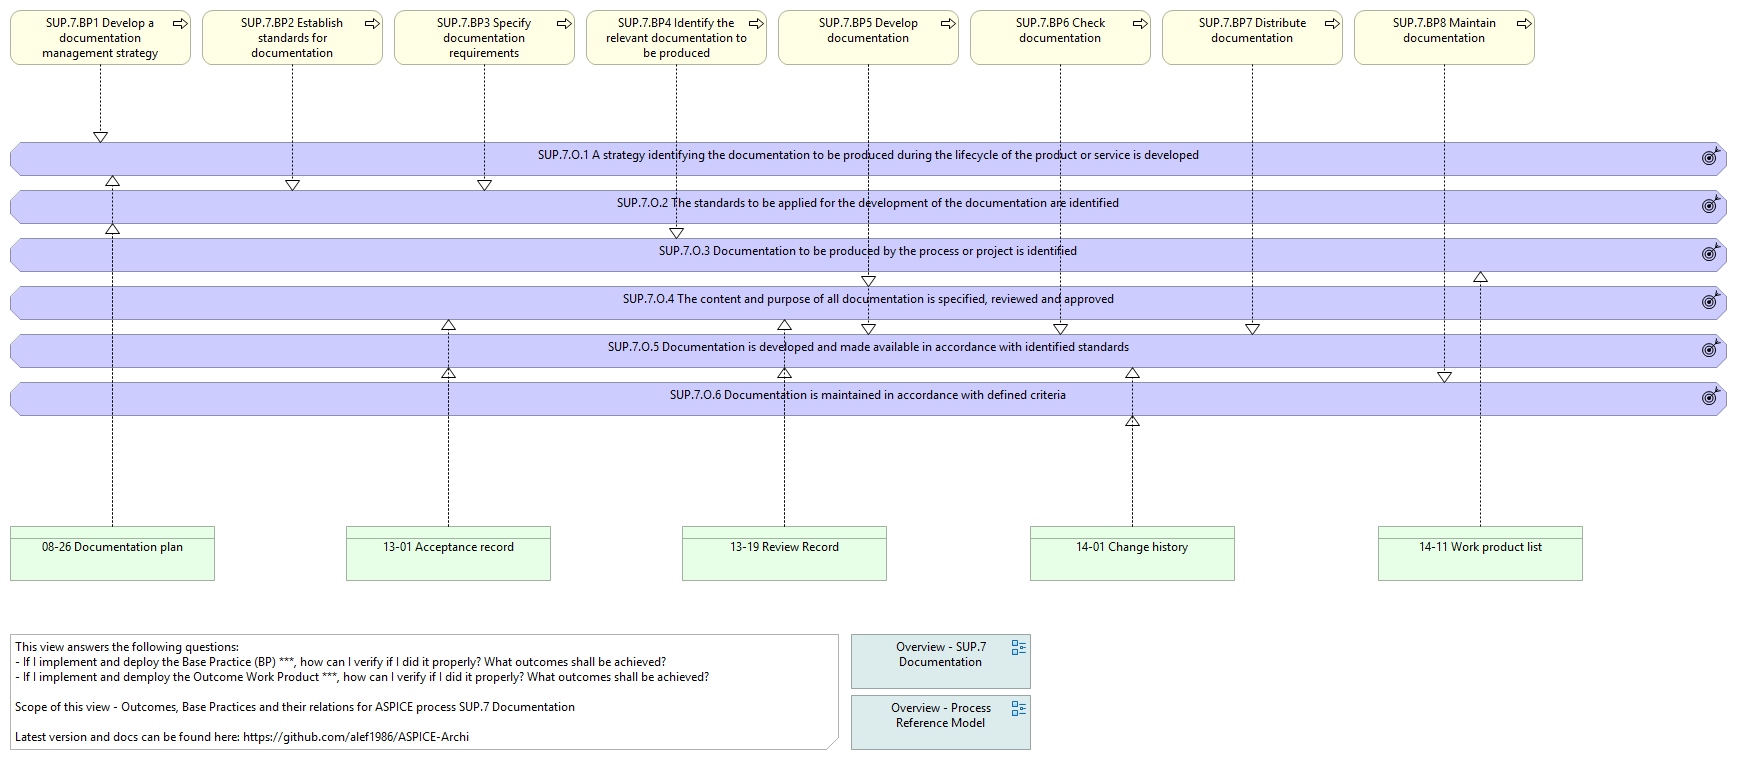 SUP.7.BP1 Develop a
documentation
management strategy
SUP.7.BP2 Establish
standards for
documentation
SUP.7.BP3 Specify
documentation
requirements
SUP.7.BP4 Identify the
relevant documentation to
be produced
SUP.7.BP5 Develop
documentation
SUP.7.BP6 Check
documentation
SUP.7.BP7 Distribute
documentation
SUP.7.BP8 Maintain
documentation
SUP.7.O.1 A strategy identifying the documentation to be produced during the lifecycle of the product or service is developed
SUP.7.O.2 The standards to be applied for the development of the documentation are identified
SUP.7.O.3 Documentation to be produced by the process or project is identified
SUP.7.O.4 The content and purpose of all documentation is specified, reviewed and approved
SUP.7.O.5 Documentation is developed and made available in accordance with identified standards
SUP.7.O.6 Documentation is maintained in accordance with defined criteria
08-26 Documentation plan
13-01 Acceptance record
13-19 Review Record
14-01 Change history
14-11 Work product list
This view answers the following questions:
- If I implement and deploy the Base Practice (BP) ***, how can I verify if I did it properly? What outcomes shall be achieved?
- If I implement and demploy the Outcome Work Product ***, how can I verify if I did it properly? What outcomes shall be achieved?
Scope of this view - Outcomes, Base Practices and their relations for ASPICE process SUP.7 Documentation
Latest version and docs can be found here: https://github.com/alef1986/ASPICE-Archi
Overview - SUP.7
Documentation
Overview - Process
Reference Model